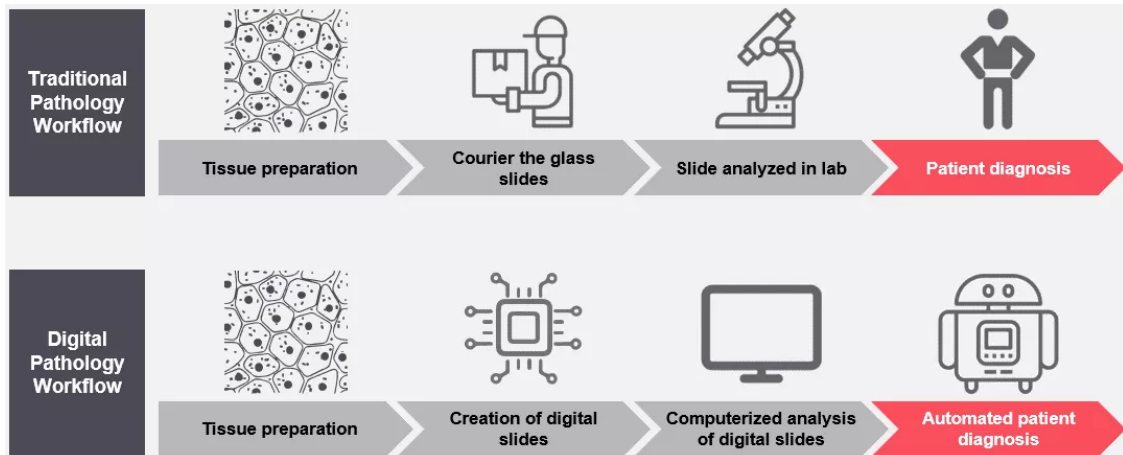 Traditional
Pathology
Workflow
Tissue preparation
Courier the glass
slides
Slide analyzed in lab
Patient diagnosis
Digital
Pathology
Workflow
Tissue preparation
Creation of digital
slides
Computerized analysis
of digital slides
Automated patient
diagnosis